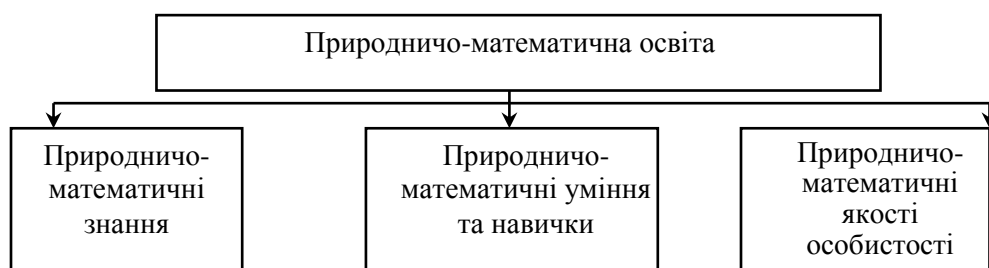 Природничо-математична освіта
Природничо-
математичні
знання
Природничо-
математичні уміння
та навички
Природничо-
математичні
якості
особистості